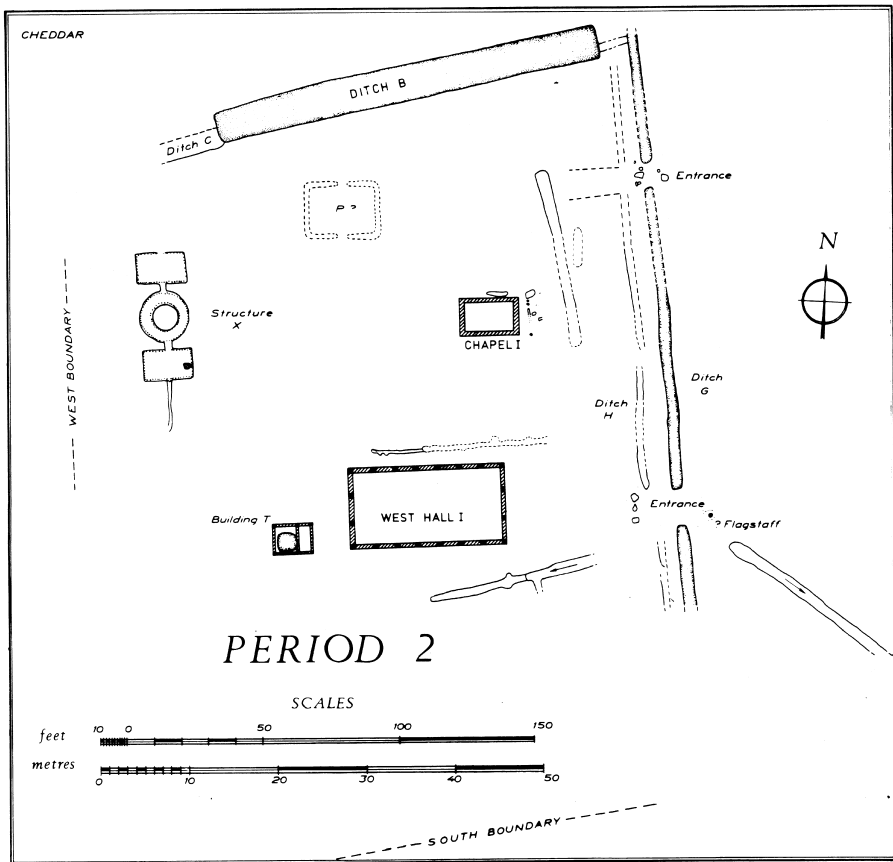 CHEDDAR
DITCH B
Ditch C
Entrance
P ?
N
Structure
X
CHAPEL I
WEST BOUNDARY
Ditch
G
Ditch
H
Entrance
? Flagstaff
Building T
WEST HALL I
PERIOD 2
SCALES
feet
10 0 50 100 150
metres
0 10 20 30 40 50
SOUTH BOUNDARY